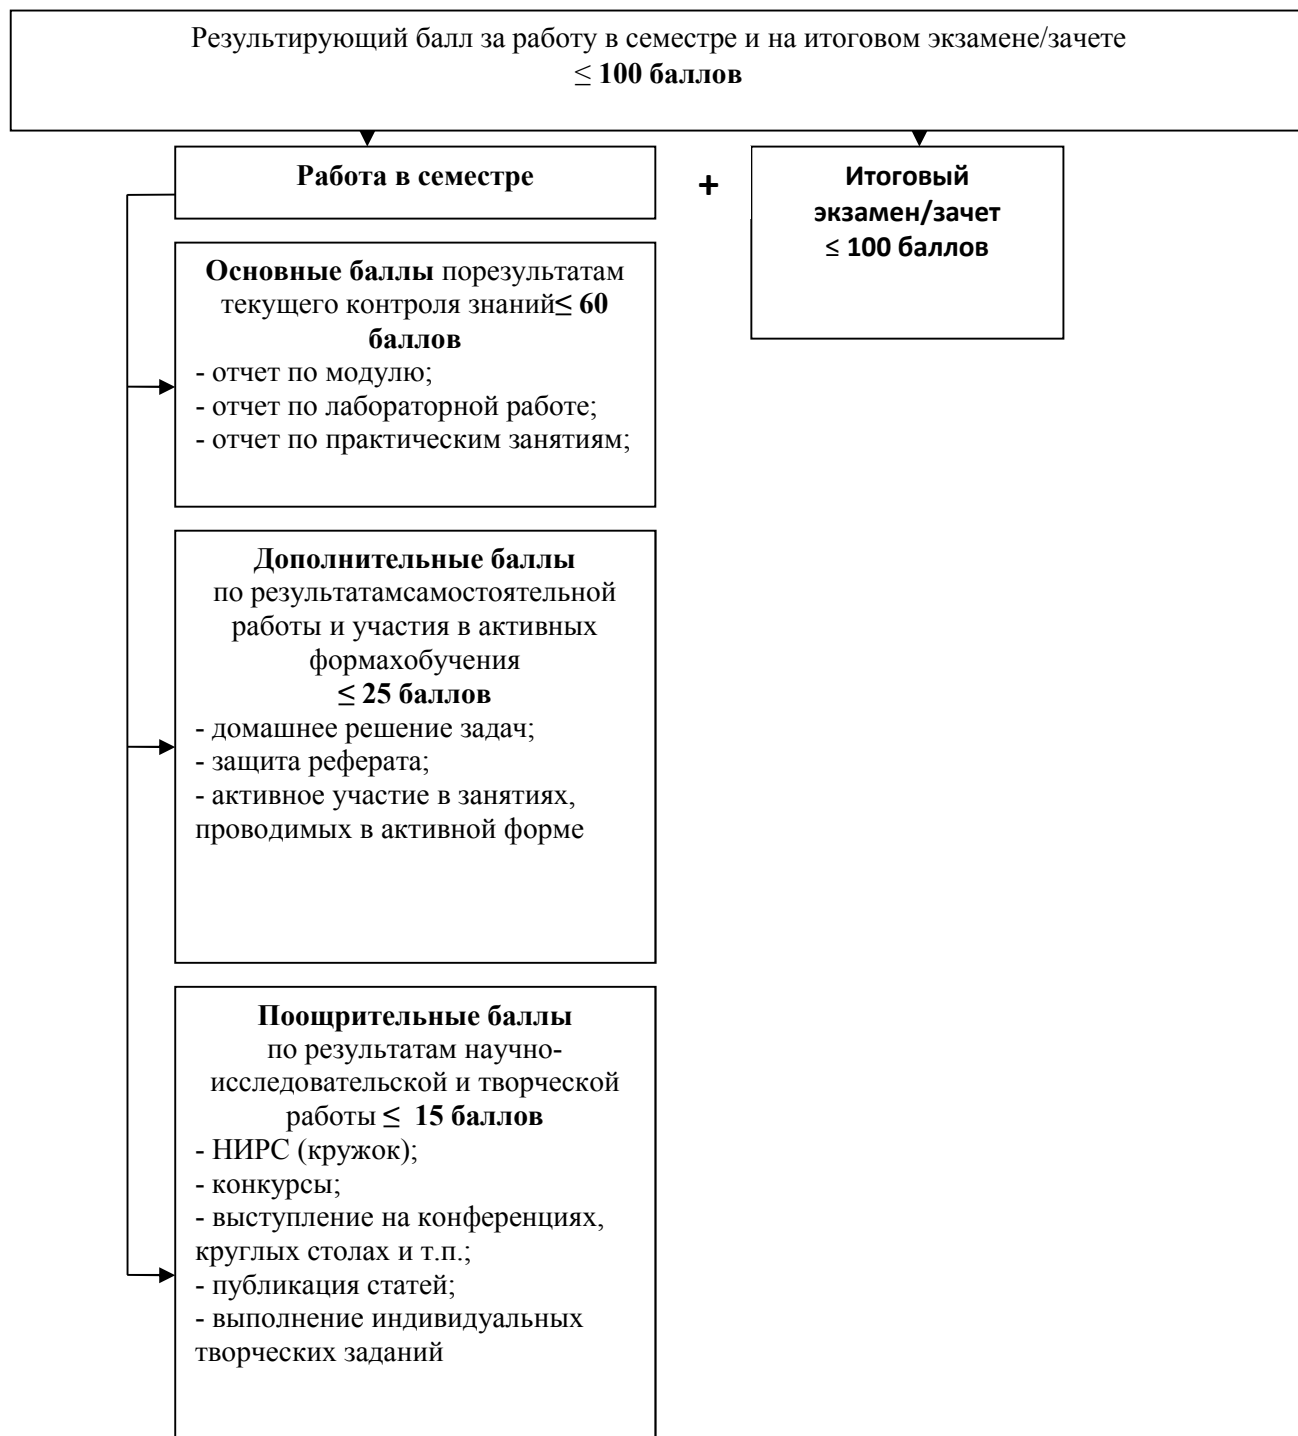 Результирующий балл за работу в семестре и на итоговом экзамене/зачете
≤ 100 баллов
Работа в семестре
+
Итоговый
экзамен/зачет
≤ 100 баллов
Основные баллы порезультатам
текущего контроля знаний≤ 60
баллов
- отчет по модулю;
- отчет по лабораторной работе;
- отчет по практическим занятиям;
Дополнительные баллы
по результатамсамостоятельной
работы и участия в активных
формахобучения
≤ 25 баллов
- домашнее решение задач;
- защита реферата;
- активное участие в занятиях,
проводимых в активной форме
Поощрительные баллы
по результатам научно-
исследовательской и творческой
работы ≤ 15 баллов
- НИРС (кружок);
- конкурсы;
- выступление на конференциях,
круглых столах и т.п.;
- публикация статей;
- выполнение индивидуальных
творческих заданий